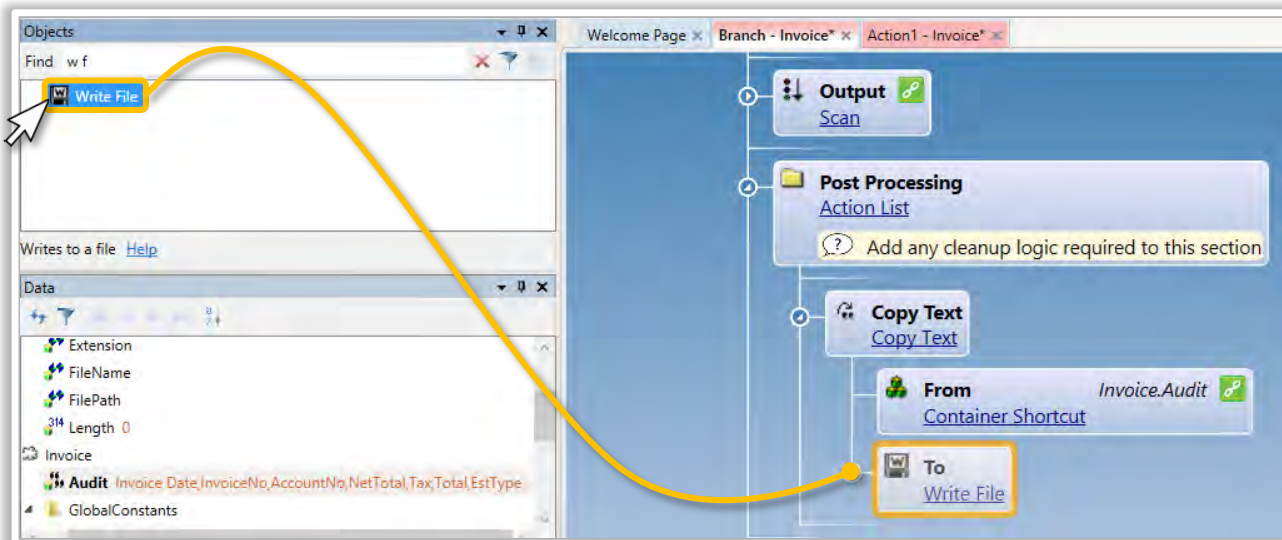 Objects
Find w f
Write File
Writes to a file Help
Data
Extension
FileName
FilePath
314 Length 0
Invoice
Audit Invoice Date,InvoiceNo,AccountNo,NetTotal,Tax,Total,EstType
GlobalConstants
Welcome Page Branch - Invoice* Action1 - Invoice*
Output
Scan
Post Processing
Action List
? Add any cleanup logic required to this section
Copy Text
Copy Text
From Invoice.Audit
Container Shortcut
To
Write File